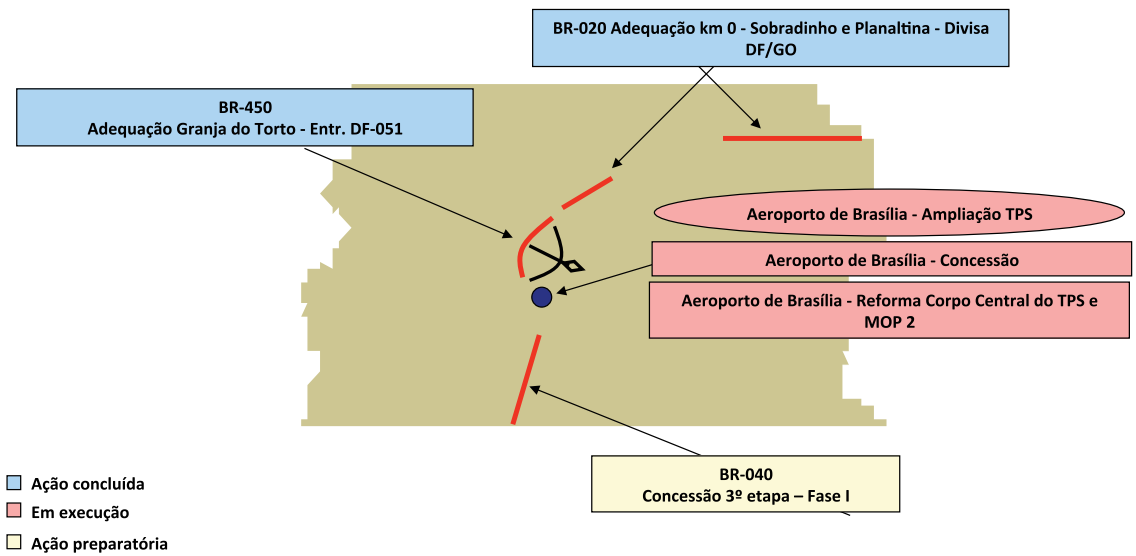 BR-020 Adequação km 0 - Sobradinho e Planaltina - Divisa
DF/GO
BR-450
Adequação Granja do Torto - Entr. DF-051
Aeroporto de Brasília - Ampliação TPS
Aeroporto de Brasília - Concessão
Aeroporto de Brasília - Reforma Corpo Central do TPS e
MOP 2
BR-040
Concessão 3º etapa – Fase I
Ação concluída
Em execução
Ação preparatória